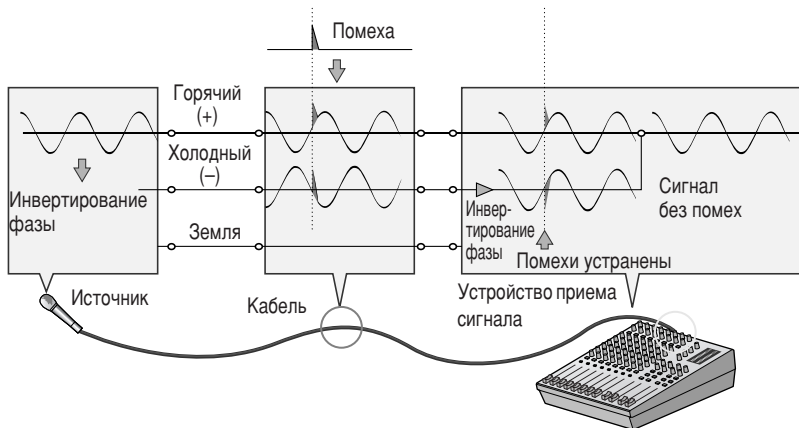 Помеха
Горячий
(+)
Холодный
(–)
Инвертирование
фазы
Земля
Инвер-
тирование
фазы
Сигнал
без помех
Помехи устранены
Источник
Кабель
Устройство приема
сигнала